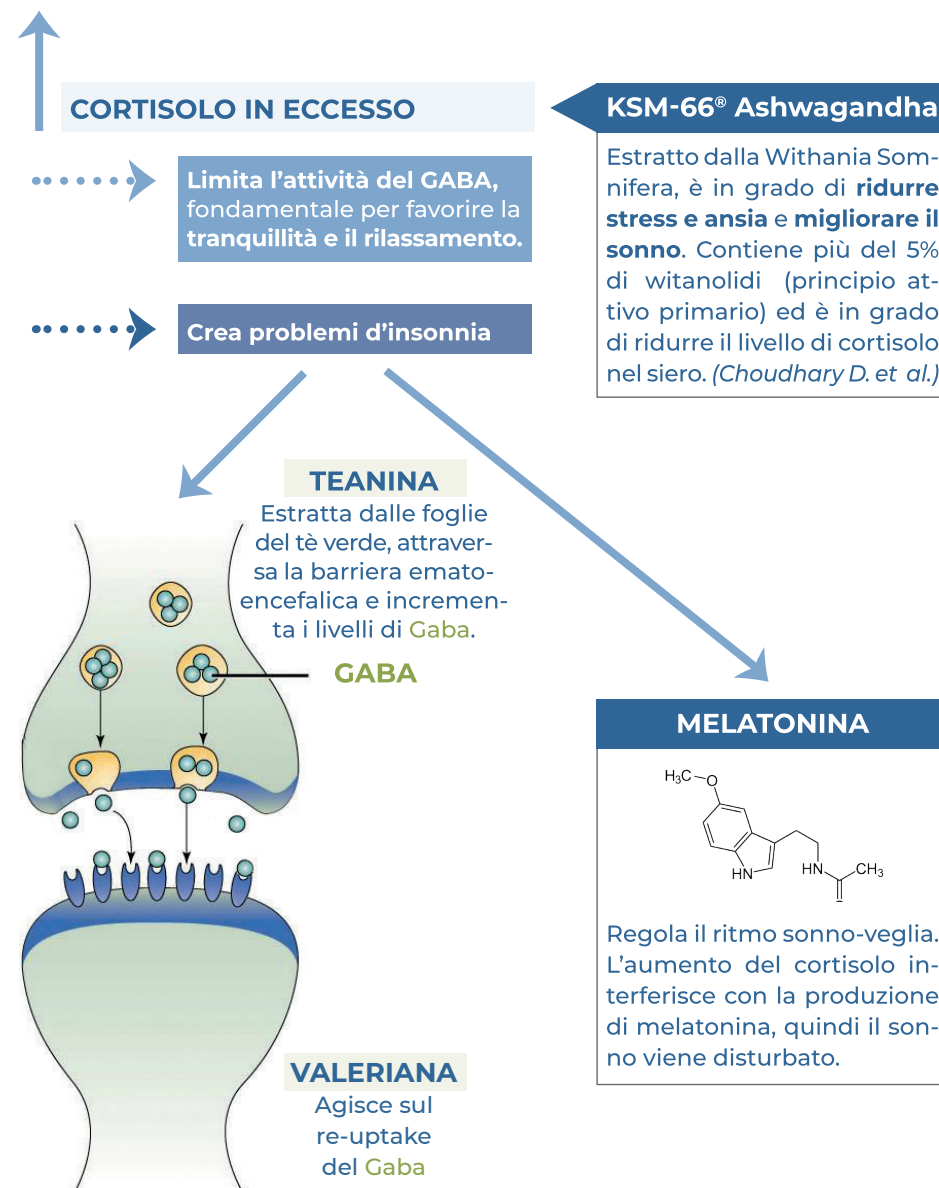 CORTISOLO IN ECCESSO
Limita l'attività del GABA,
fondamentale per favorire la
tranquillità e il rilassamento.
Crea problemi d'insonnia
KSM-66® Ashwagandha
Estratto dalla Withania Som-
nifera, è in grado di ridurre
stress e ansia e migliorare il
sonno. Contiene più del 5%
di witanolidi (principio at-
tivo primario) ed è in grado
di ridurre il livello di cortisolo
nel siero. (Choudhary D. et al.)
TEANINA
Estratta dalle foglie
del tè verde, attraver-
sa la barriera emato-
encefalica e incremen-
ta i livelli di Gaba.
GABA
MELATONINA
H₃C
O
HN
HN
CH₃
Regola il ritmo sonno-veglia.
L'aumento del cortisolo in-
terferisce con la produzione
di melatonina, quindi il son-
no viene disturbato.
VALERIANA
Agisce sul
re-uptake
del Gaba